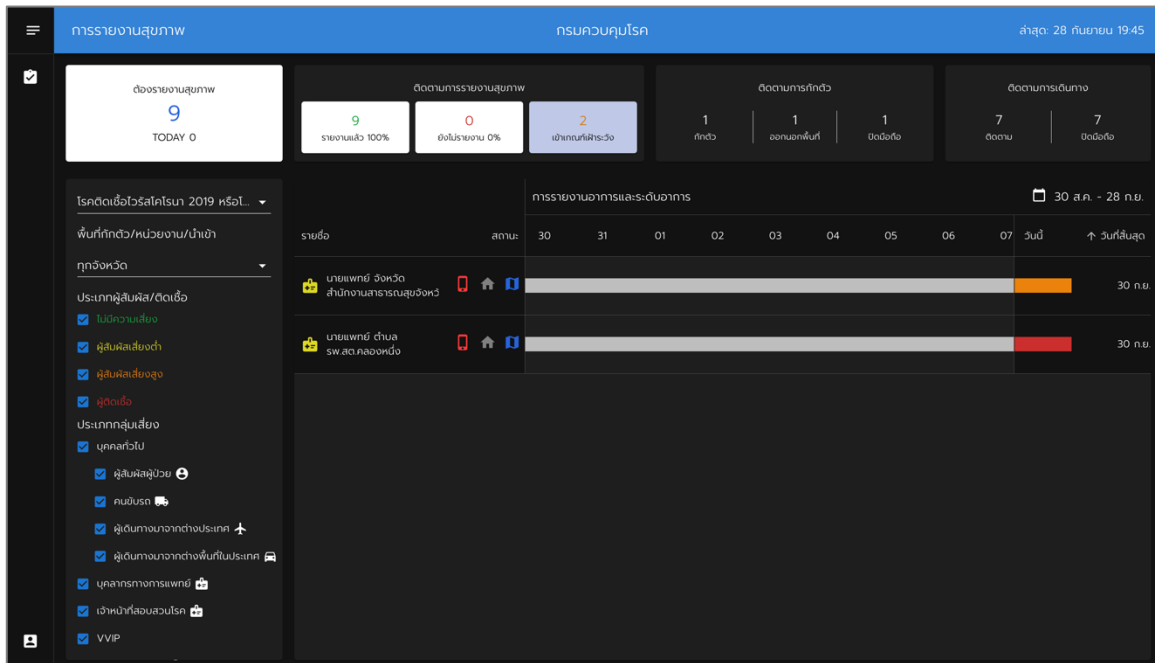 การรายงานสุขภาพ
กรมควบคุมโรค
ล่าสุด: 28 กันยายน 19:45
ต้องรายงานสุขภาพ
9
TODAY 0
ติดตามการรายงานสุขภาพ
9
รายงานแล้ว 100%
0
ยังไม่รายงาน 0%
2
เข้าเกณฑ์เฝ้าระวัง
ติดตามการกักตัว
1
กักตัว
1
ออกนอกพื้นที่
1
ปิดมือถือ
ติดตามการเดินทาง
7
ติดตาม
7
ปิดมือถือ
โรคติดเชื้อไวรัสโคโรนา 2019 หรือโ...
พื้นที่กักตัว/หน่วยงาน/นำเข้า
ทุกจังหวัด
ประเภทผู้สัมผัส/ติดเชื้อ
ไม่มีความเสี่ยง
ผู้สัมผัสเสี่ยงต่ำ
ผู้สัมผัสเสี่ยงสูง
ผู้ติดเชื้อ
ประเภทกลุ่มเสี่ยง
บุคคลทั่วไป
ผู้สัมผัสผู้ป่วย
คนขับรถ
ผู้เดินทางมาจากต่างประเทศ
ผู้เดินทางมาจากต่างพื้นที่ในประเทศ
บุคลากรทางการแพทย์
เจ้าหน้าที่สอบสวนโรค
VVIP
การรายงานอาการและระดับอาการ
30 ส.ค. - 28 ก.ย.
รายชื่อ สถานะ 30 31 01 02 03 04 05 06 07 วันนี้ วันที่สิ้นสุด
นายแพทย์ จังหวัด
สำนักงานสาธารณสุขจังหวั
30 ก.ย.
นายแพทย์ ตำบล
รพ.สต.คลองหนึ่ง
30 ก.ย.